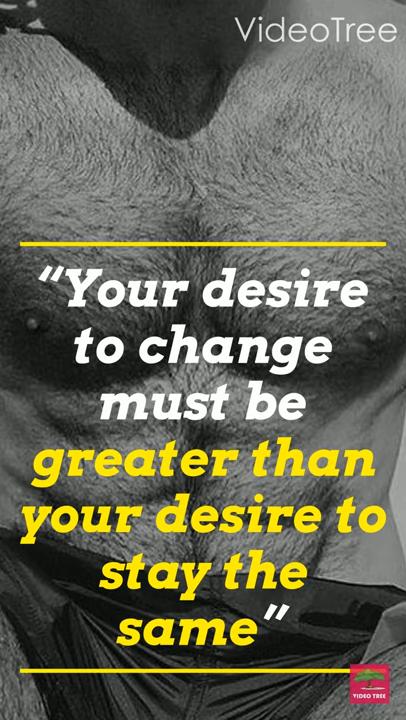 VideoTree
“Your desire
to change
must be
greater than
your desire to
stay the
same”
VIDEO TREE